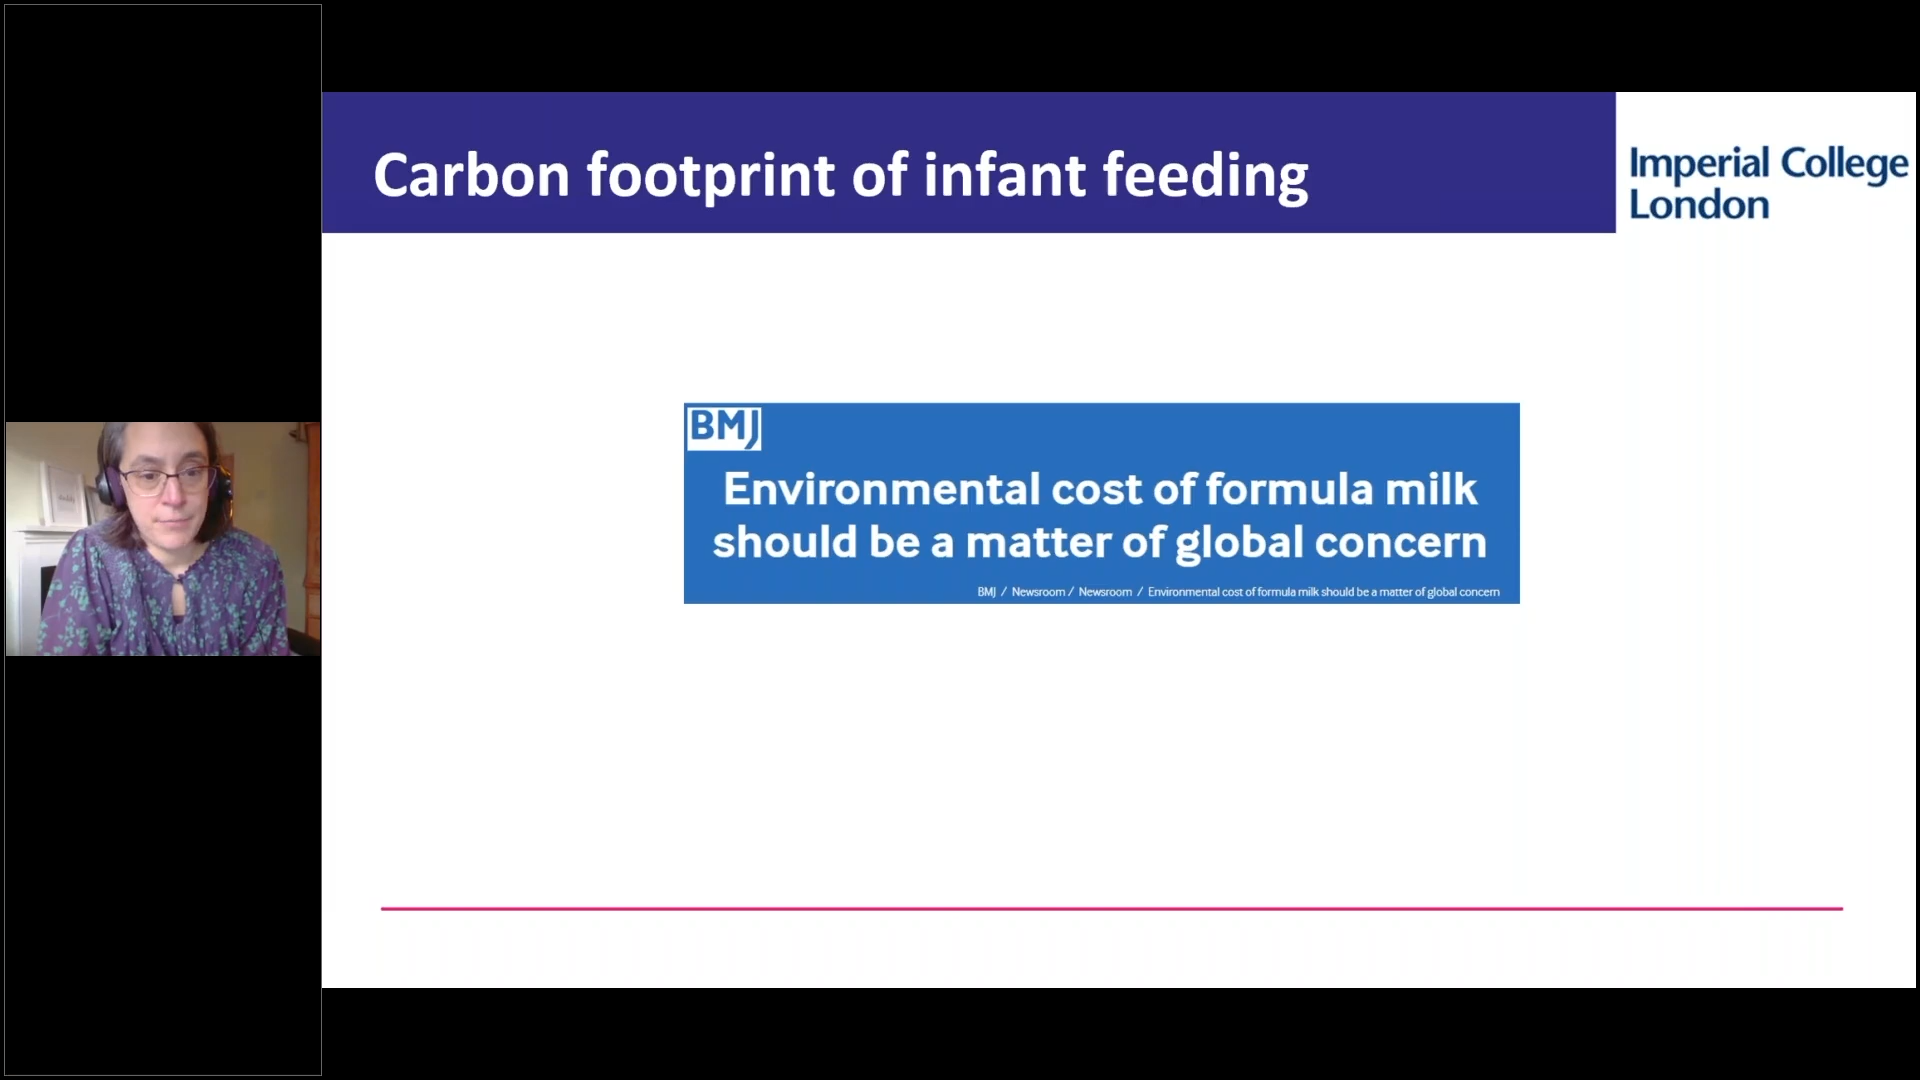 Carbon footprint of infant feeding
Imperial College
London
BMJ
Environmental cost of formula milk
should be a matter of global concern
BMJ / Newsroom / Newsroom / Environmental cost of formula milk should be a matter of global concern